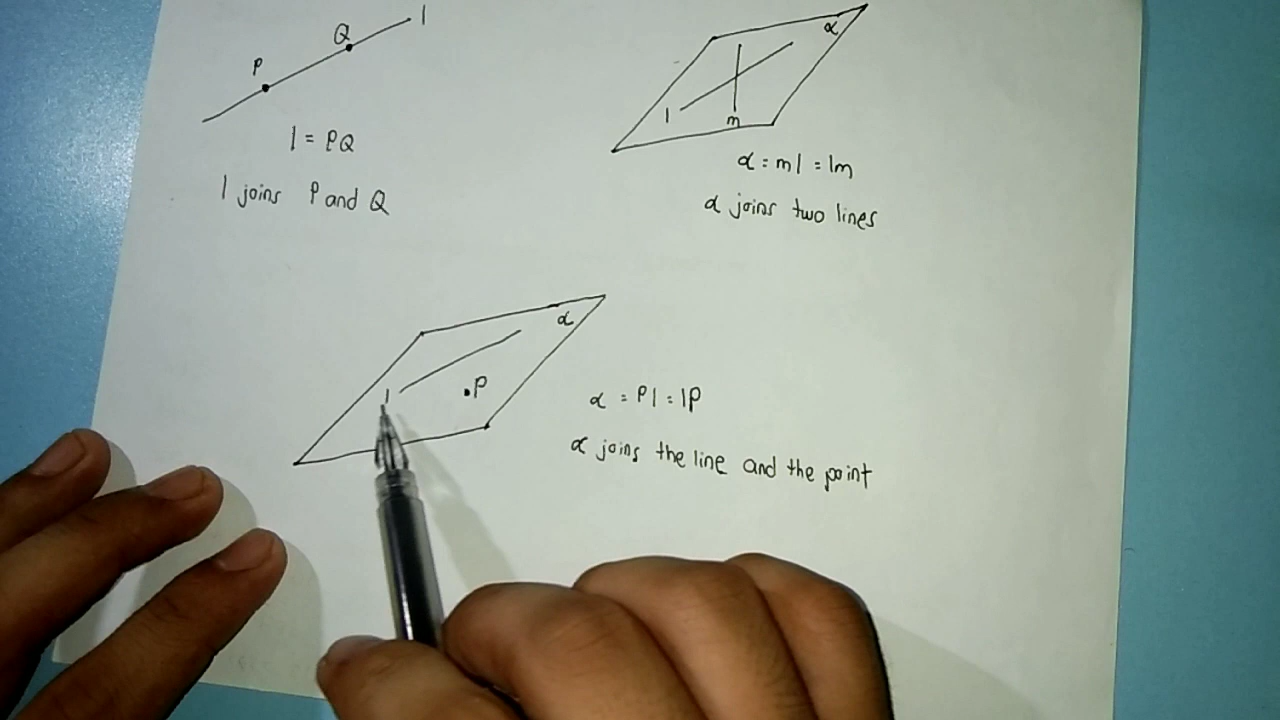 P Q l
l = PQ
l joins P and Q
α
l m
α = ml = lm
α joins two lines
α
l .P
α = Pl = lP
α joins the line and the point